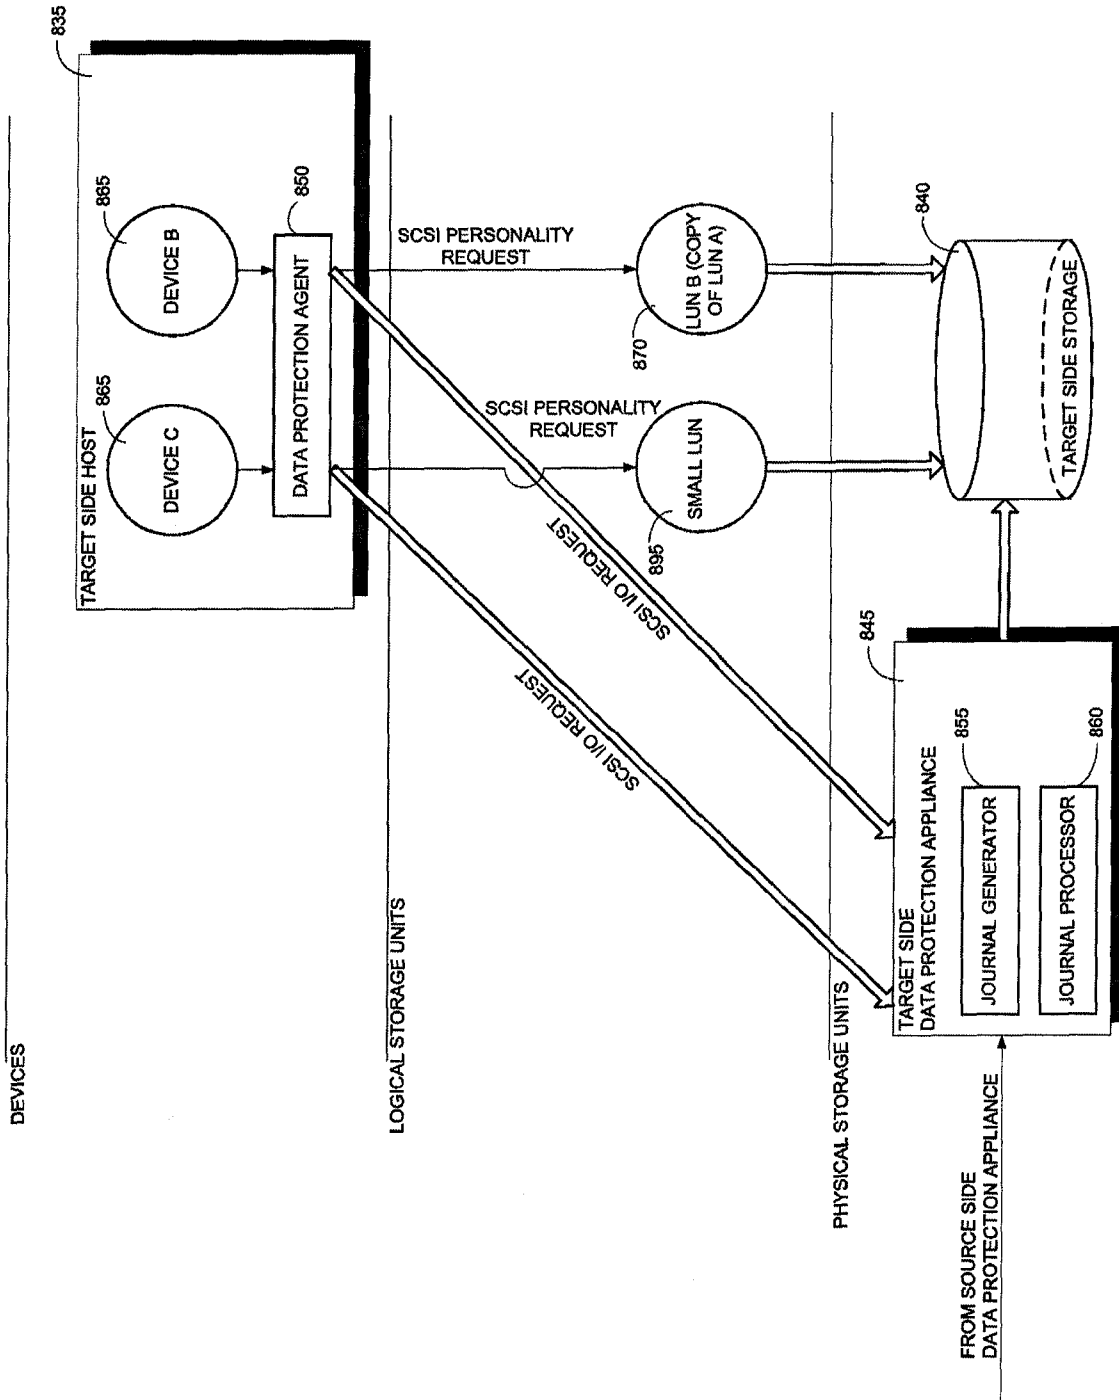 DEVICES
835
TARGET SIDE HOST
DEVICE C
865
DEVICE B
865
DATA PROTECTION AGENT
850
LOGICAL STORAGE UNITS
SCSI PERSONALITY
REQUEST
SCSI PERSONALITY
REQUEST
SCSI I/O REQUEST
SCSI I/O REQUEST
SMALL LUN
895
LUN B (COPY
OF LUN A)
870
PHYSICAL STORAGE UNITS
FROM SOURCE SIDE
DATA PROTECTION APPLIANCE
TARGET SIDE
DATA PROTECTION APPLIANCE
845
JOURNAL GENERATOR
855
JOURNAL PROCESSOR
860
840
TARGET SIDE STORAGE